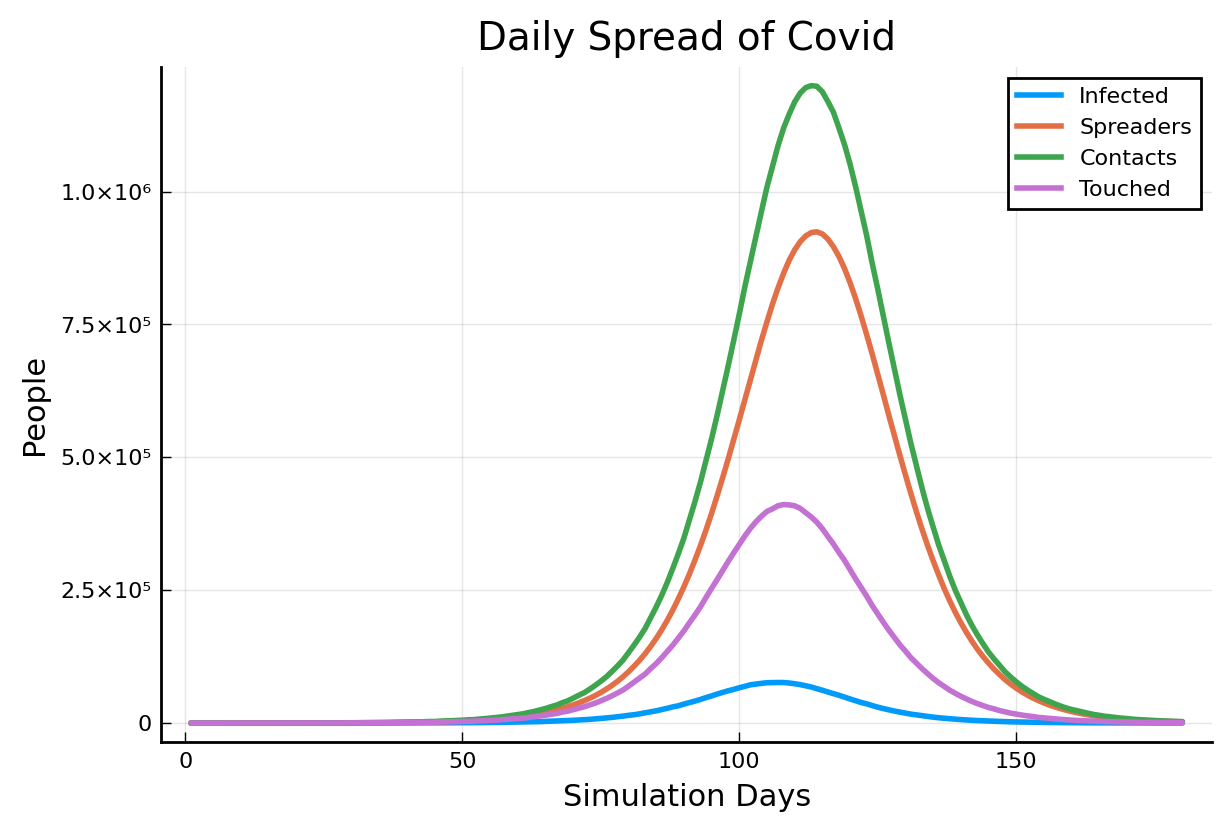 Daily Spread of Covid
Infected
Spreaders
Contacts
Touched
1.0×10⁶
7.5×10⁵
5.0×10⁵
2.5×10⁵
0
People
0 50 100 150
Simulation Days